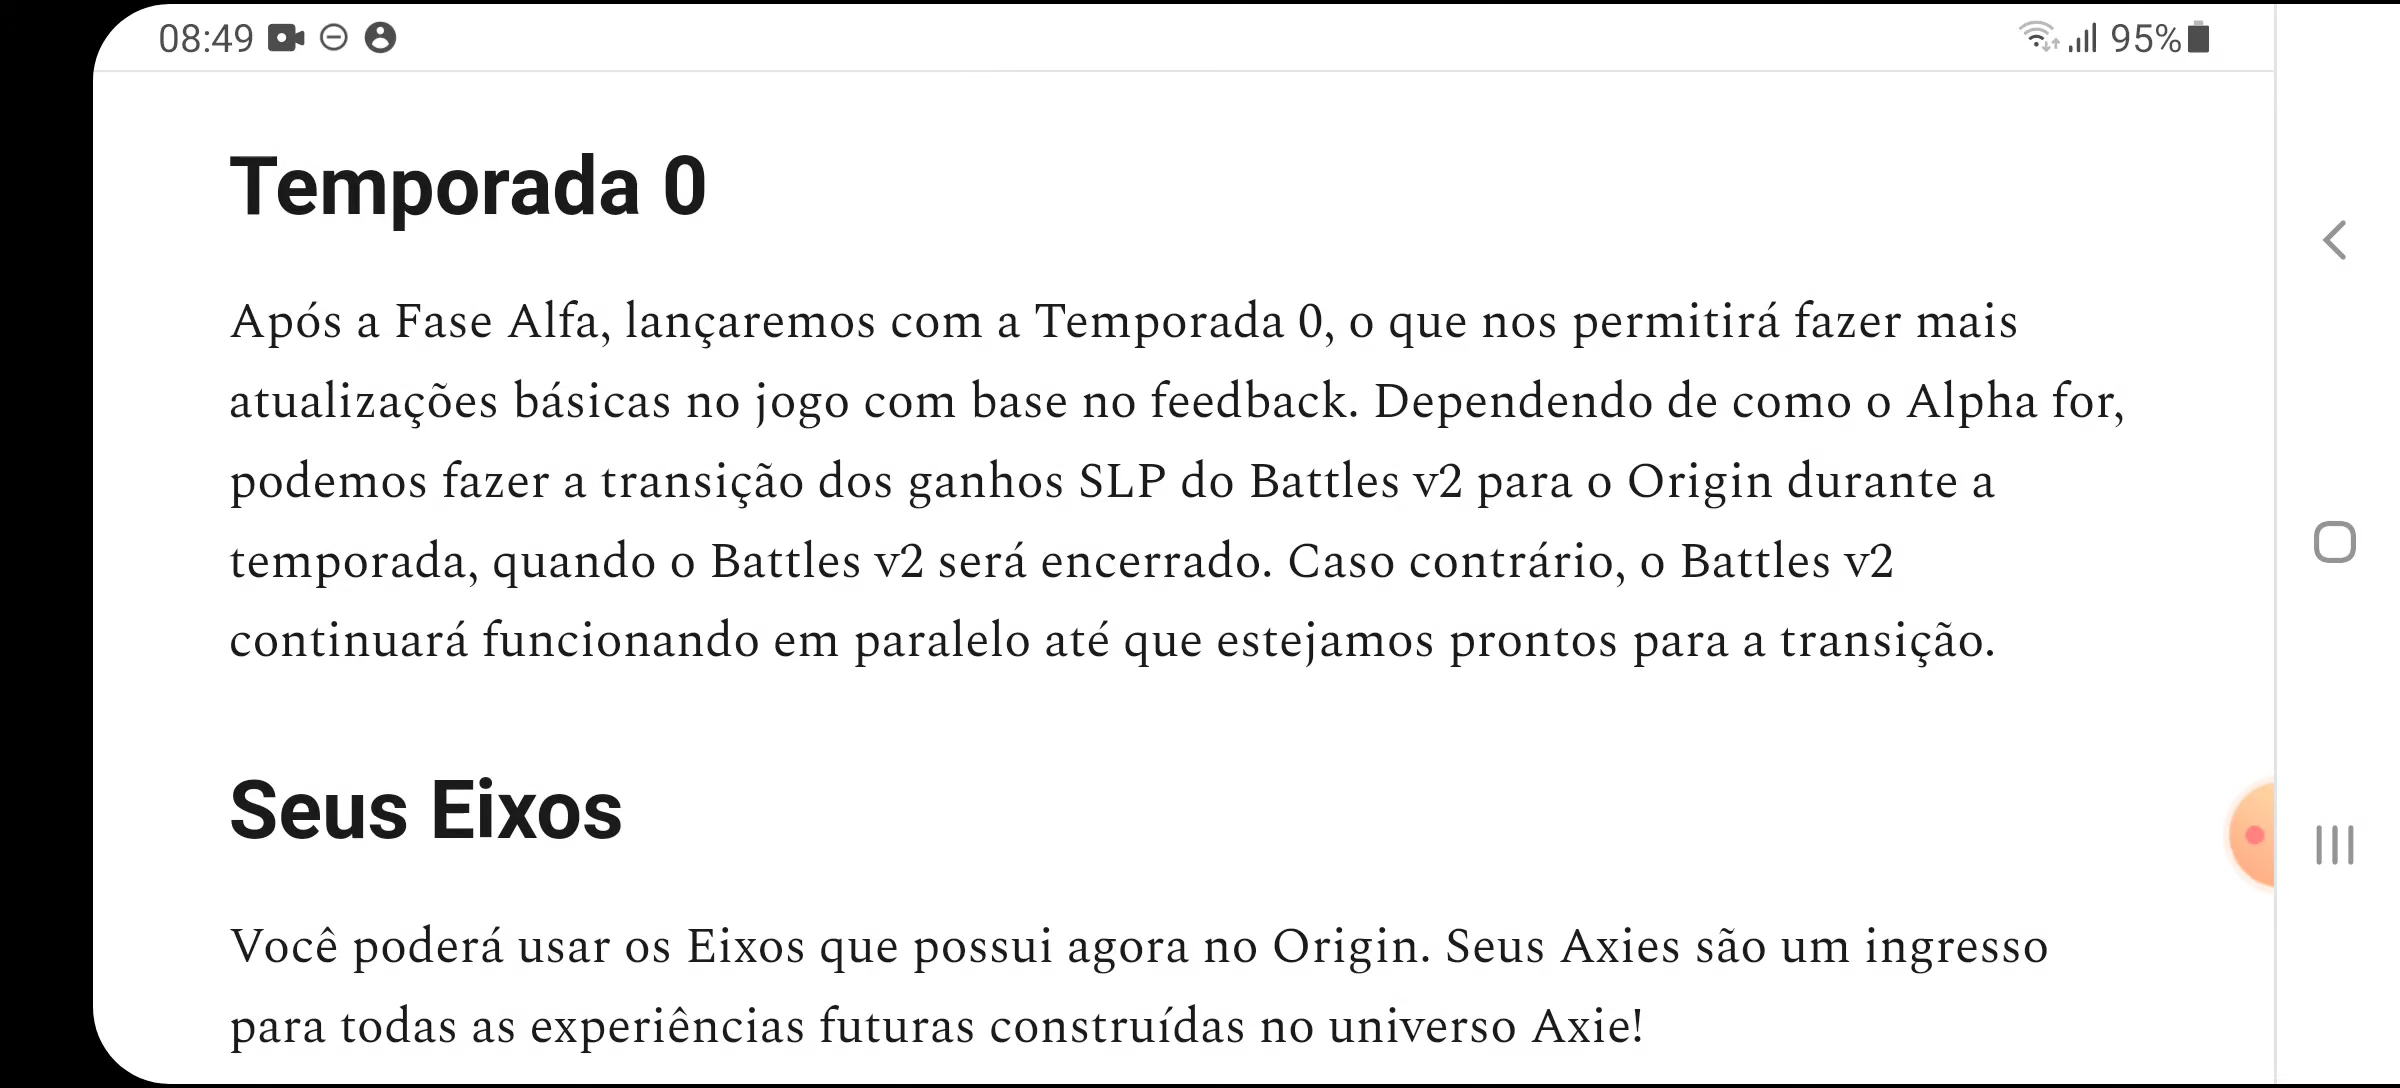 08:49 95%
Temporada 0
Após a Fase Alfa, lançaremos com a Temporada 0, o que nos permitirá fazer mais
atualizações básicas no jogo com base no feedback. Dependendo de como o Alpha for,
podemos fazer a transição dos ganhos SLP do Battles v2 para o Origin durante a
temporada, quando o Battles v2 será encerrado. Caso contrário, o Battles v2
continuará funcionando em paralelo até que estejamos prontos para a transição.
Seus Eixos
Você poderá usar os Eixos que possui agora no Origin. Seus Axies são um ingresso
para todas as experiências futuras construídas no universo Axie!